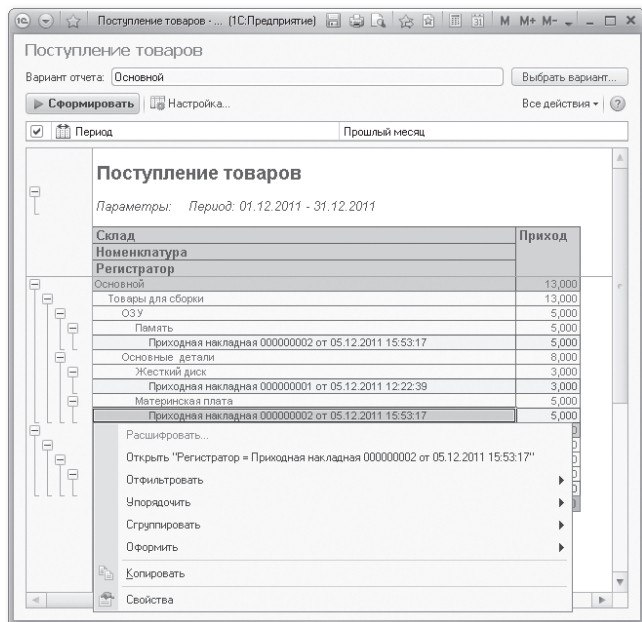 1С Поступление товаров · ... (1С:Предприятие) M M+ M-
Поступление товаров
Вариант отчета: Основной Выбрать вариант...
Сформировать Настройка... Все действия ?
Период Прошлый месяц
Поступление товаров
Параметры: Период: 01.12.2011 - 31.12.2011
Склад Приход
Номенклатура
Регистратор
Основной 13,000
Товары для сборки 13,000
ОЗУ 5,000
Память 5,000
Приходная накладная 000000002 от 05.12.2011 15:53:17 5,000
Основные детали 8,000
Жесткий диск 3,000
Приходная накладная 000000001 от 05.12.2011 12:22:39 3,000
Материнская плата 5,000
Приходная накладная 000000002 от 05.12.2011 15:53:17 5,000
Расшифровать...
Открыть "Регистратор = Приходная накладная 000000002 от 05.12.2011 15:53:17"
Отфильтровать
Упорядочить
Сгруппировать
Оформить
Копировать
Свойства